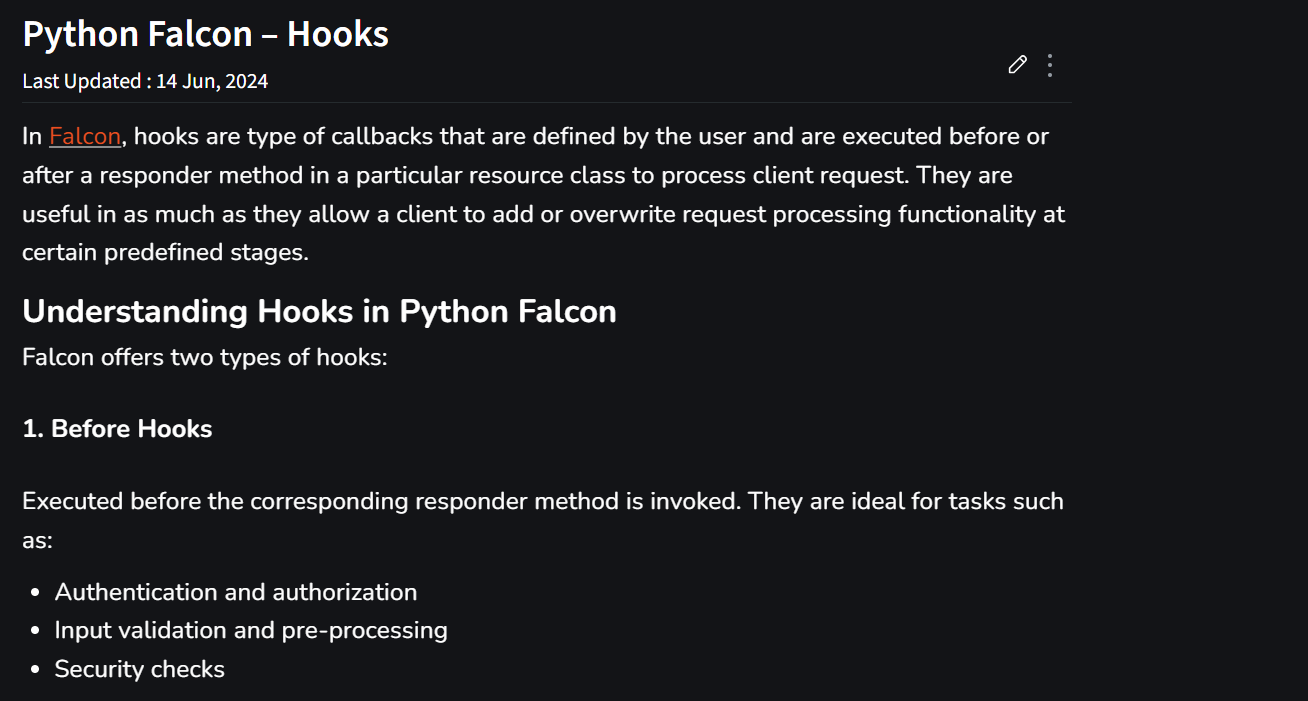 Python Falcon – Hooks
Last Updated : 14 Jun, 2024
In Falcon, hooks are type of callbacks that are defined by the user and are executed before or
after a responder method in a particular resource class to process client request. They are
useful in as much as they allow a client to add or overwrite request processing functionality at
certain predefined stages.
Understanding Hooks in Python Falcon
Falcon offers two types of hooks:
1. Before Hooks
Executed before the corresponding responder method is invoked. They are ideal for tasks such
as:
• Authentication and authorization
• Input validation and pre-processing
• Security checks